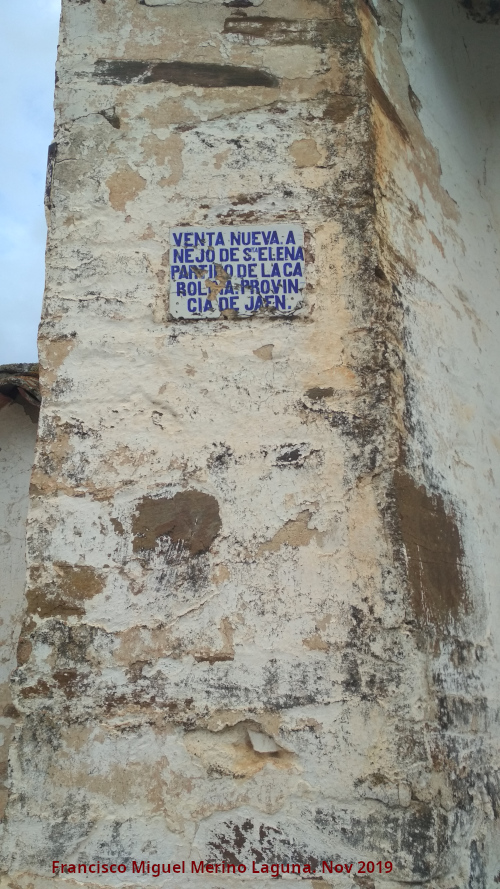 VENTA NUEVA. A
NEJO DE S.TA ELENA
PARTIDO DE LA CA
ROLINA. PROVIN
CIA DE JAEN.
Francisco Miguel Merino Laguna. Nov 2019